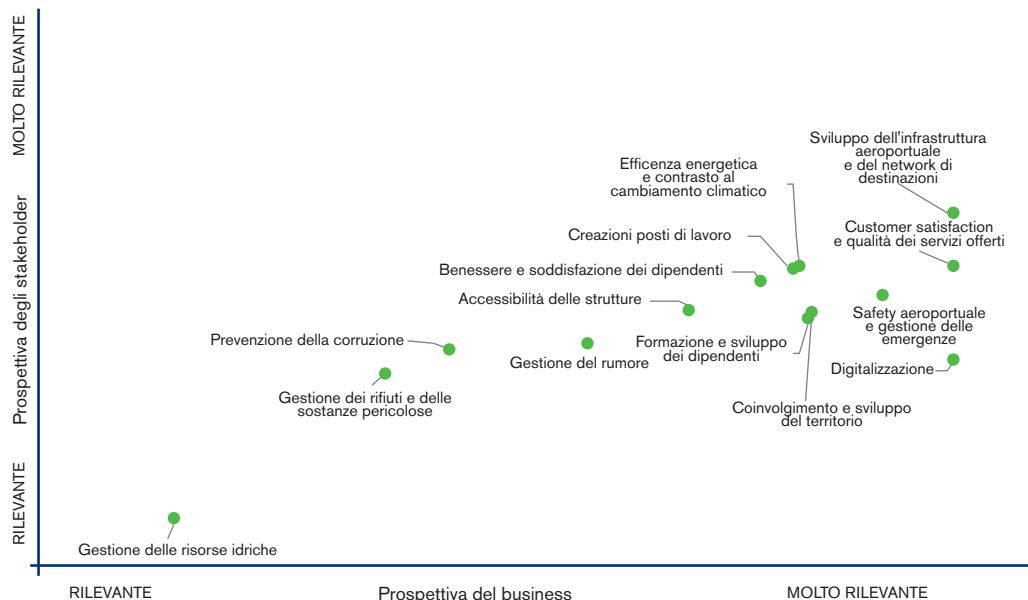 MOLTO RILEVANTE
Prospettiva degli stakeholder
RILEVANTE
Sviluppo dell'infrastruttura
aeroportuale
e del network di
destinazioni
Efficenza energetica
e contrasto al
cambiamento climatico
Customer satisfaction
e qualità dei servizi offerti
Creazioni posti di lavoro
Benessere e soddisfazione dei dipendenti
Accessibilità delle strutture
Safety aeroportuale
e gestione delle
emergenze
Prevenzione della corruzione
Formazione e sviluppo
dei dipendenti
Gestione del rumore
Digitalizzazione
Gestione dei rifiuti e delle
sostanze pericolose
Coinvolgimento e sviluppo
del territorio
Gestione delle risorse idriche
RILEVANTE
Prospettiva del business
MOLTO RILEVANTE